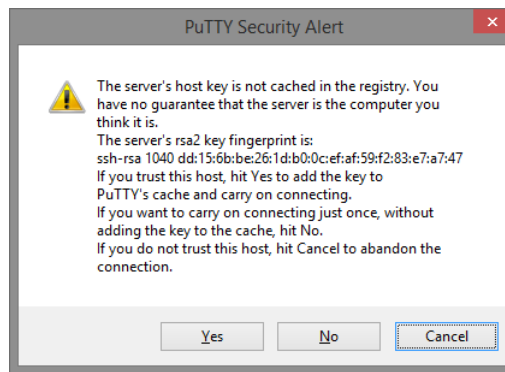 PuTTY Security Alert
The server's host key is not cached in the registry. You
have no guarantee that the server is the computer you
think it is.
The server's rsa2 key fingerprint is:
ssh-rsa 1040 dd:15:6b:be:26:1d:b0:0c:ef:af:59:f2:83:e7:a7:47
If you trust this host, hit Yes to add the key to
PuTTY's cache and carry on connecting.
If you want to carry on connecting just once, without
adding the key to the cache, hit No.
If you do not trust this host, hit Cancel to abandon the
connection.
Yes No Cancel